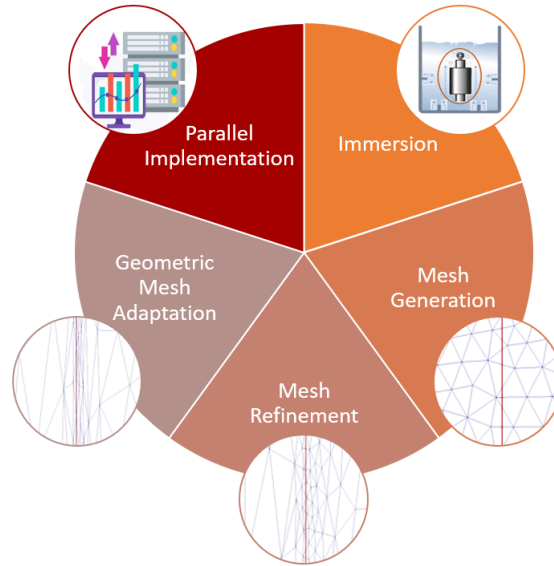 Parallel
Implementation
Immersion
Geometric
Mesh
Adaptation
Mesh
Generation
Mesh
Refinement